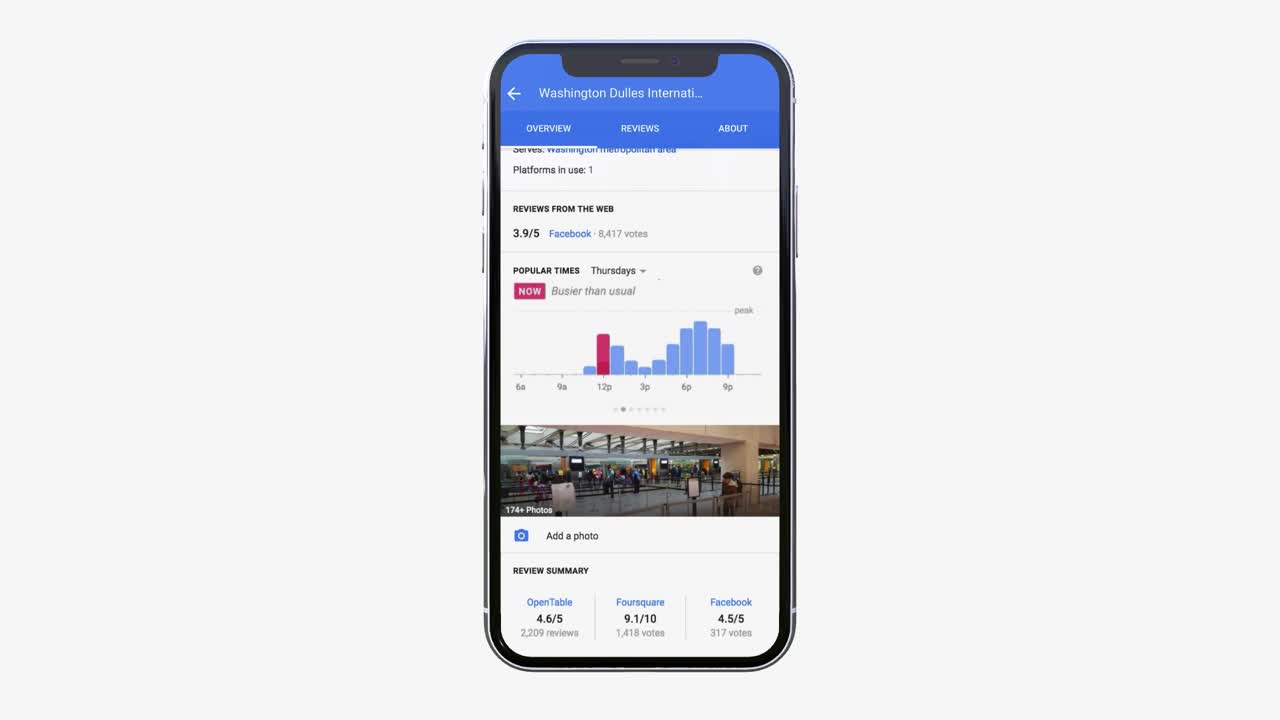 Washington Dulles Internati...
OVERVIEW REVIEWS ABOUT
Serves: Washington metropolitan area
Platforms in use: 1
REVIEWS FROM THE WEB
3.9/5 Facebook · 8,417 votes
POPULAR TIMES Thursdays
NOW Busier than usual
peak
6a 9a 12p 3p 6p 9p
174+ Photos
Add a photo
REVIEW SUMMARY
OpenTable Foursquare Facebook
4.6/5 9.1/10 4.5/5
2,209 reviews 1,418 votes 317 votes